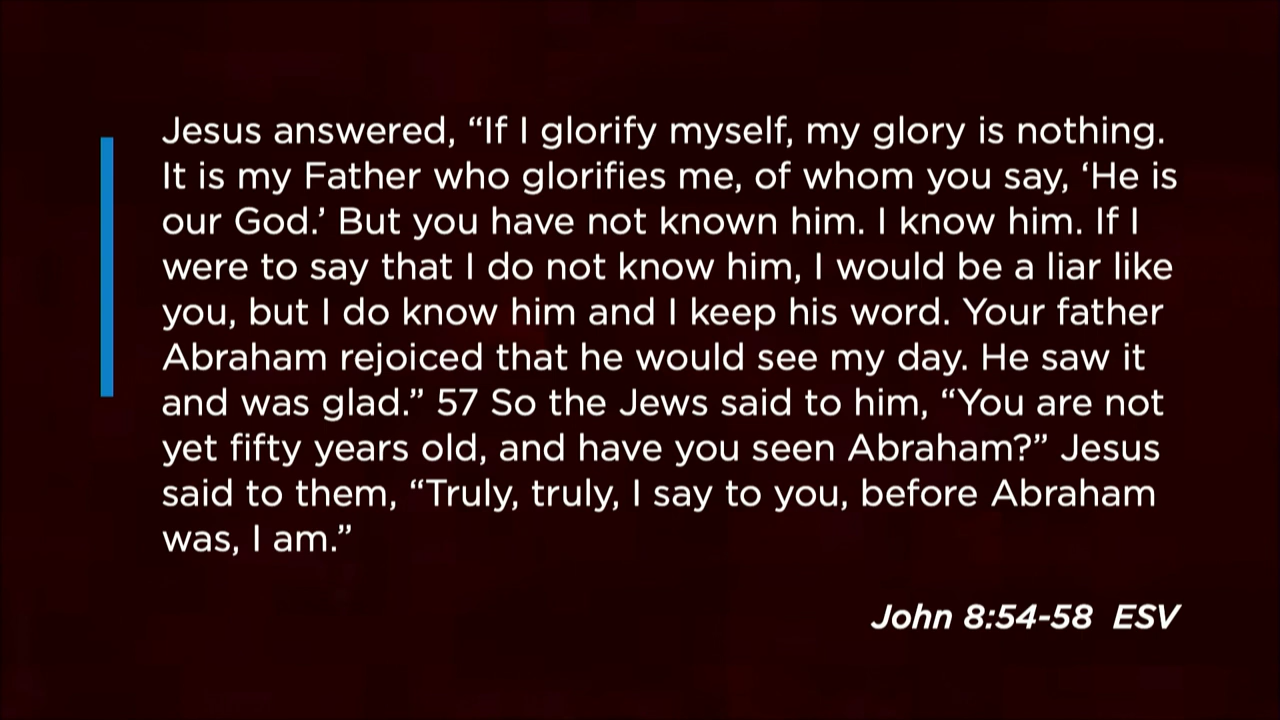 Jesus answered, “If I glorify myself, my glory is nothing.
It is my Father who glorifies me, of whom you say, ‘He is
our God.’ But you have not known him. I know him. If I
were to say that I do not know him, I would be a liar like
you, but I do know him and I keep his word. Your father
Abraham rejoiced that he would see my day. He saw it
and was glad.” 57 So the Jews said to him, “You are not
yet fifty years old, and have you seen Abraham?” Jesus
said to them, “Truly, truly, I say to you, before Abraham
was, I am.”
John 8:54-58 ESV